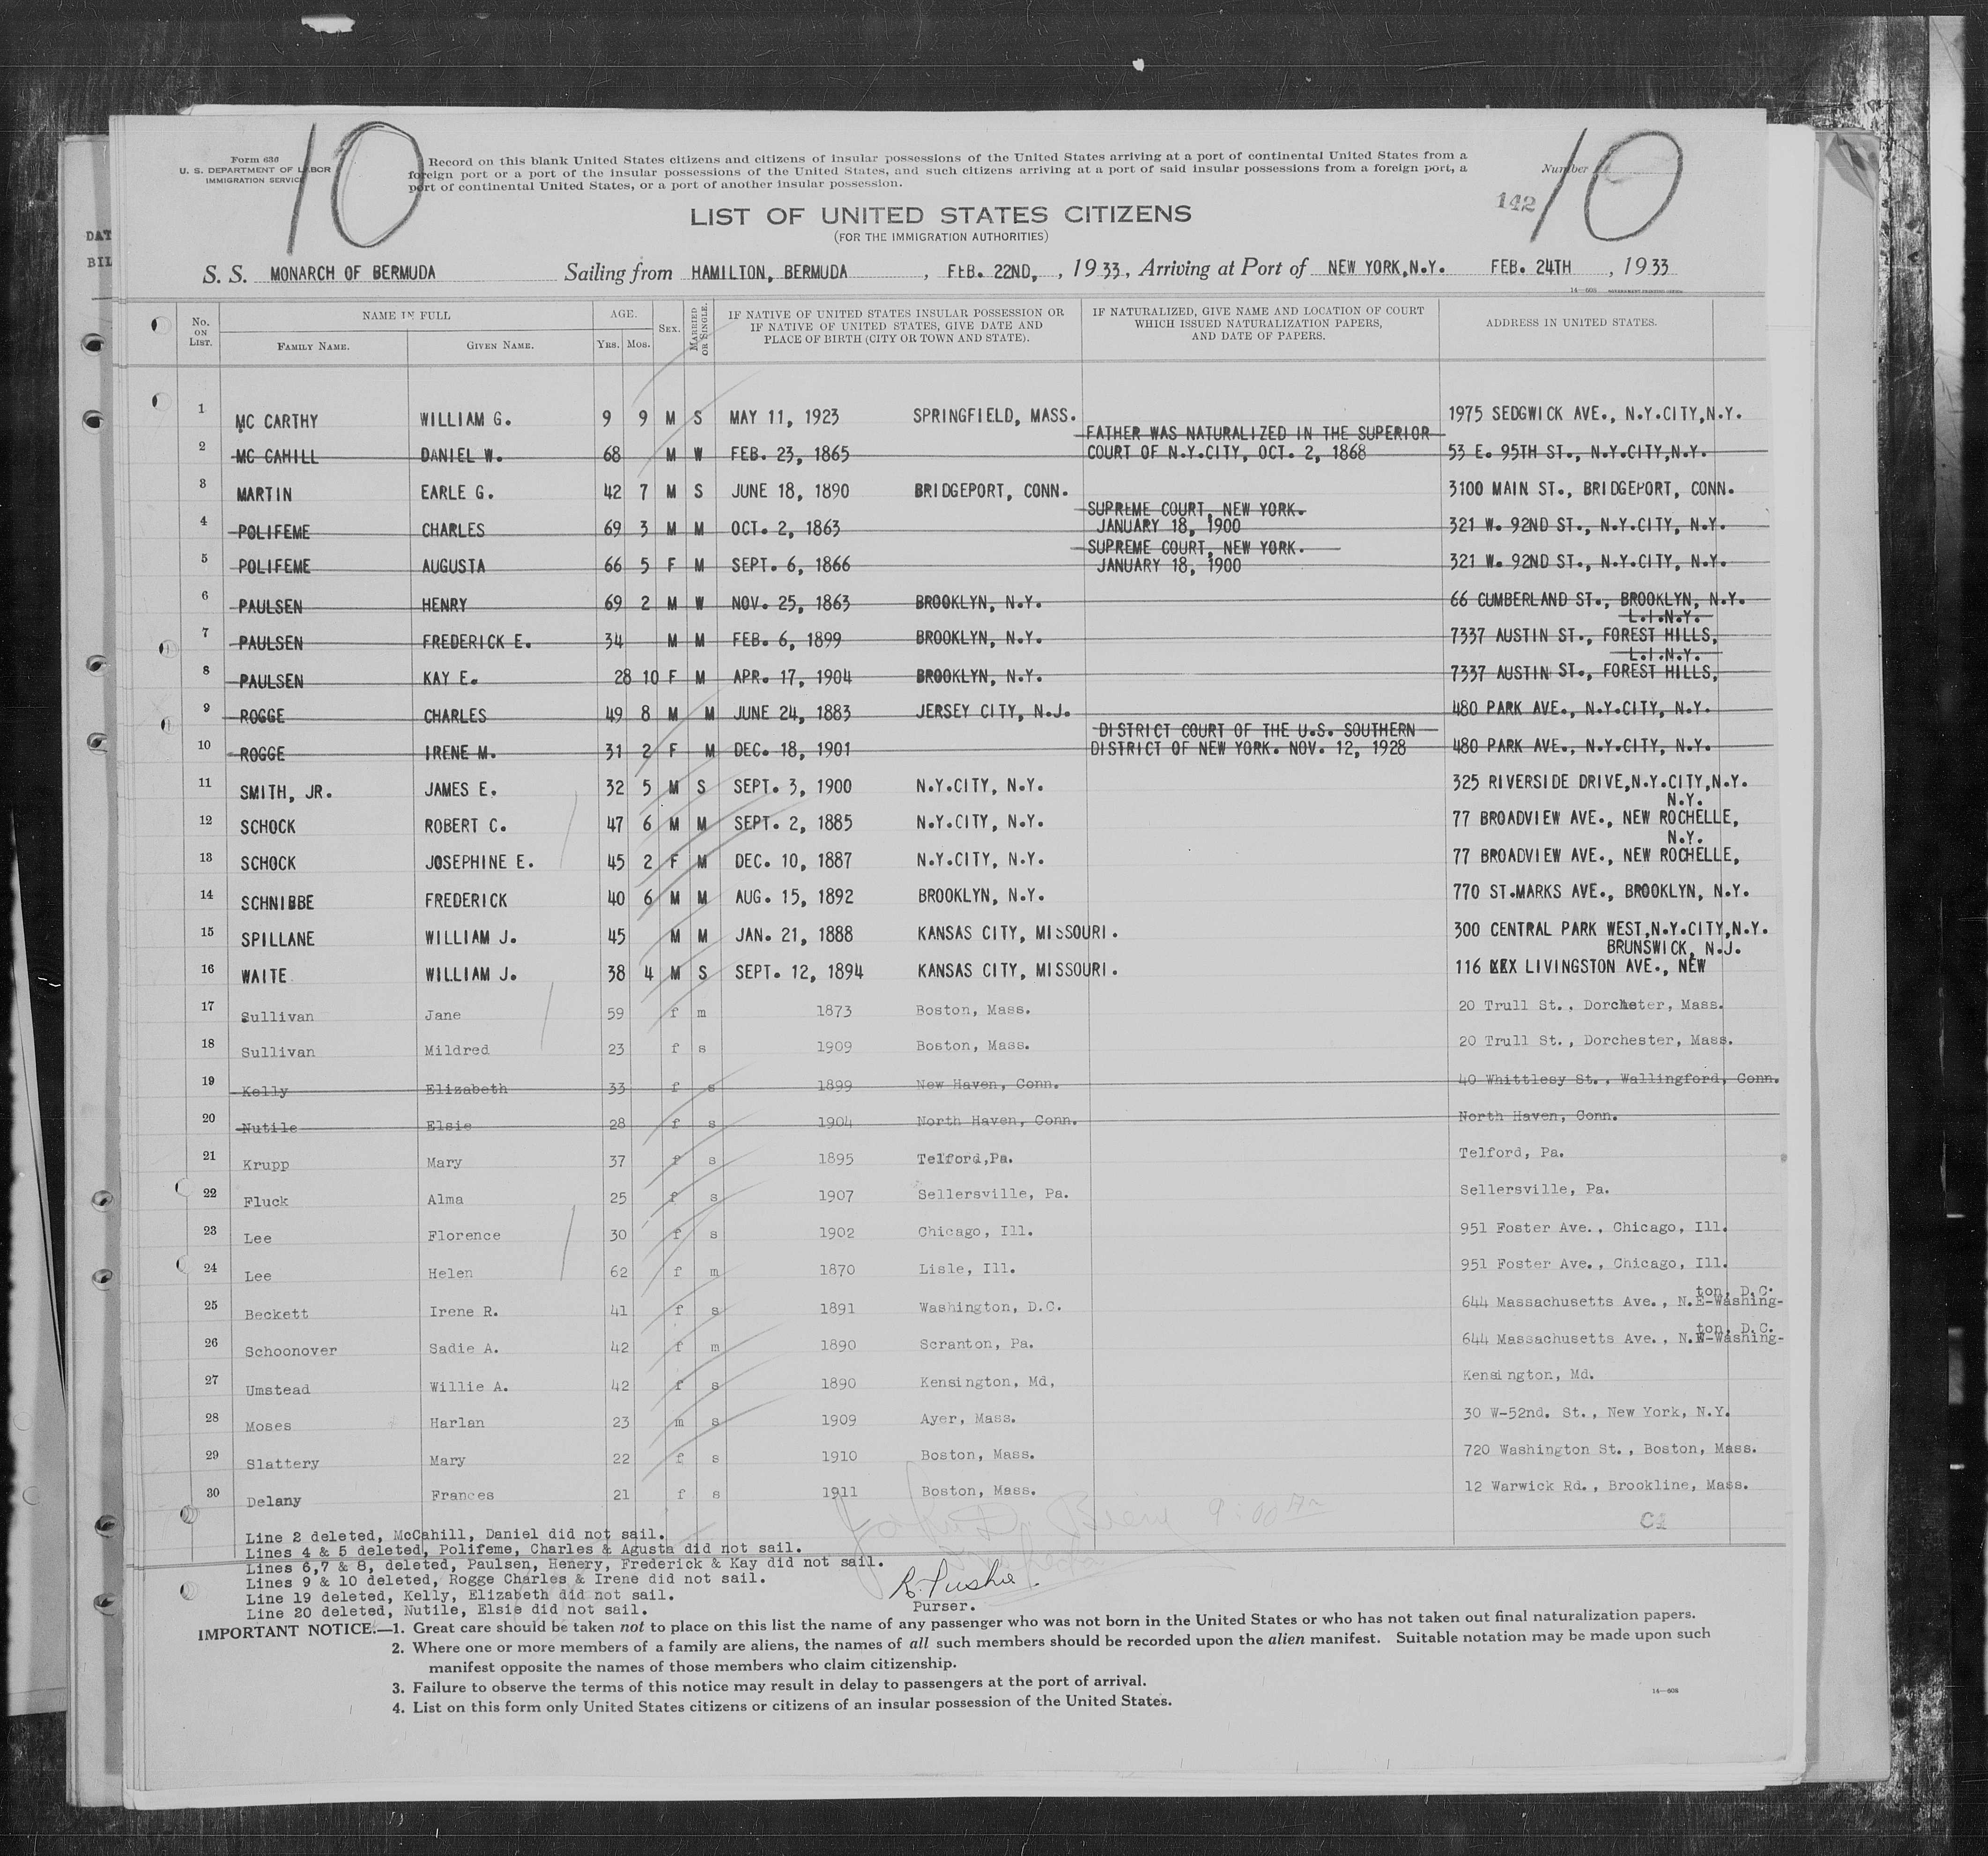 10
10
Form 630
U. S. DEPARTMENT OF LABOR
IMMIGRATION SERVICE
Record on this blank United States citizens and citizens of insular possessions of the United States arriving at a port of continental United States from a
foreign port or a port of the insular possessions of the United States, and such citizens arriving at a port of said insular possessions from a foreign port, a
port of continental United States, or a port of another insular possession.
Number
142
LIST OF UNITED STATES CITIZENS
(FOR THE IMMIGRATION AUTHORITIES)
DAT
BIL
S. S. MONARCH OF BERMUDA Sailing from HAMILTON, BERMUDA , FEB. 22ND, , 1933, Arriving at Port of NEW YORK,N.Y. FEB. 24TH , 1933
14—608 GOVERNMENT PRINTING OFFICE
No. ON LIST.
NAME IN FULL
FAMILY NAME.
GIVEN NAME.
AGE.
YRS. MOS.
SEX.
MARRIED OR SINGLE.
IF NATIVE OF UNITED STATES INSULAR POSSESSION OR
IF NATIVE OF UNITED STATES, GIVE DATE AND
PLACE OF BIRTH (CITY OR TOWN AND STATE).
IF NATURALIZED, GIVE NAME AND LOCATION OF COURT
WHICH ISSUED NATURALIZATION PAPERS,
AND DATE OF PAPERS.
ADDRESS IN UNITED STATES.
1 MC CARTHY WILLIAM G. 9 9 M S MAY 11, 1923 SPRINGFIELD, MASS. 1975 SEDGWICK AVE., N.Y.CITY,N.Y.
FATHER WAS NATURALIZED IN THE SUPERIOR
2 MC CAHILL DANIEL W. 68 M W FEB. 23, 1865 COURT OF N.Y.CITY, OCT. 2, 1868 53 E. 95TH ST., N.Y.CITY,N.Y.
3 MARTIN EARLE G. 42 7 M S JUNE 18, 1890 BRIDGEPORT, CONN. 3100 MAIN ST., BRIDGEPORT, CONN.
SUPREME COURT, NEW YORK.
4 POLIFEME CHARLES 69 3 M M OCT. 2, 1863 JANUARY 18, 1900 321 W. 92ND ST., N.Y.CITY, N.Y.
SUPREME COURT, NEW YORK.
5 POLIFEME AUGUSTA 66 5 F M SEPT. 6, 1866 JANUARY 18, 1900 321 W. 92ND ST., N.Y.CITY, N.Y.
6 PAULSEN HENRY 69 2 M W NOV. 25, 1863 BROOKLYN, N.Y. 66 CUMBERLAND ST., BROOKLYN, N.Y.
L.I.N.Y.
7 PAULSEN FREDERICK E. 34 M M FEB. 6, 1899 BROOKLYN, N.Y. 7337 AUSTIN ST., FOREST HILLS,
L.I.N.Y.
8 PAULSEN KAY E. 28 10 F M APR. 17, 1904 BROOKLYN, N.Y. 7337 AUSTIN ST., FOREST HILLS,
9 ROGGE CHARLES 49 8 M M JUNE 24, 1883 JERSEY CITY, N.J. 480 PARK AVE., N.Y.CITY, N.Y.
DISTRICT COURT OF THE U.S. SOUTHERN
10 ROGGE IRENE M. 31 2 F M DEC. 18, 1901 DISTRICT OF NEW YORK. NOV. 12, 1928 480 PARK AVE., N.Y.CITY, N.Y.
11 SMITH, JR. JAMES E. 32 5 M S SEPT. 3, 1900 N.Y.CITY, N.Y. 325 RIVERSIDE DRIVE,N.Y.CITY,N.Y.
N.Y.
12 SCHOCK ROBERT C. 47 6 M M SEPT. 2, 1885 N.Y.CITY, N.Y. 77 BROADVIEW AVE., NEW ROCHELLE,
N.Y.
13 SCHOCK JOSEPHINE E. 45 2 F M DEC. 10, 1887 N.Y.CITY, N.Y. 77 BROADVIEW AVE., NEW ROCHELLE,
14 SCHNIBBE FREDERICK 40 6 M M AUG. 15, 1892 BROOKLYN, N.Y. 770 ST.MARKS AVE., BROOKLYN, N.Y.
15 SPILLANE WILLIAM J. 45 M M JAN. 21, 1888 KANSAS CITY, MISSOURI. 300 CENTRAL PARK WEST,N.Y.CITY,N.Y.
BRUNSWICK, N.J.
16 WAITE WILLIAM J. 38 4 M S SEPT. 12, 1894 KANSAS CITY, MISSOURI. 116 LIVINGSTON AVE., NEW
17 Sullivan Jane 59 f m 1873 Boston, Mass. 20 Trull St., Dorchester, Mass.
18 Sullivan Mildred 23 f s 1909 Boston, Mass. 20 Trull St., Dorchester, Mass.
19 Kelly Elizabeth 33 f s 1899 New Haven, Conn. 40 Whittlesy St., Wallingford, Conn.
20 Nutile Elsie 28 f s 1904 North Haven, Conn. North Haven, Conn.
21 Krupp Mary 37 f s 1895 Telford,Pa. Telford, Pa.
22 Fluck Alma 25 f s 1907 Sellersville, Pa. Sellersville, Pa.
23 Lee Florence 30 f s 1902 Chicago, Ill. 951 Foster Ave., Chicago, Ill.
24 Lee Helen 62 f m 1870 Lisle, Ill. 951 Foster Ave., Chicago, Ill.
ton, D.C.
25 Beckett Irene R. 41 f s 1891 Washington, D.C. 644 Massachusetts Ave., N.E-Washing-
ton, D.C.
26 Schoonover Sadie A. 42 f m 1890 Scranton, Pa. 644 Massachusetts Ave., N.E-Washing-
27 Umstead Willie A. 42 f s 1890 Kensington, Md, Kensington, Md.
28 Moses Harlan 23 m s 1909 Ayer, Mass. 30 W-52nd. St., New York, N.Y.
29 Slattery Mary 22 f s 1910 Boston, Mass. 720 Washington St., Boston, Mass.
30 Delany Frances 21 f s 1911 Boston, Mass. 12 Warwick Rd., Brookline, Mass.
9:00 Am
Line 2 deleted, McCahill, Daniel did not sail.
Lines 4 & 5 deleted, Polifeme, Charles & Agusta did not sail.
Lines 6,7 & 8, deleted, Paulsen, Henery, Frederick & Kay did not sail.
Lines 9 & 10 deleted, Rogge Charles & Irene did not sail.
Line 19 deleted, Kelly, Elizabeth did not sail.
Line 20 deleted, Nutile, Elsie did not sail.
Purser.
IMPORTANT NOTICE.—1. Great care should be taken not to place on this list the name of any passenger who was not born in the United States or who has not taken out final naturalization papers.
2. Where one or more members of a family are aliens, the names of all such members should be recorded upon the alien manifest. Suitable notation may be made upon such
manifest opposite the names of those members who claim citizenship.
3. Failure to observe the terms of this notice may result in delay to passengers at the port of arrival.
4. List on this form only United States citizens or citizens of an insular possession of the United States.
14—608